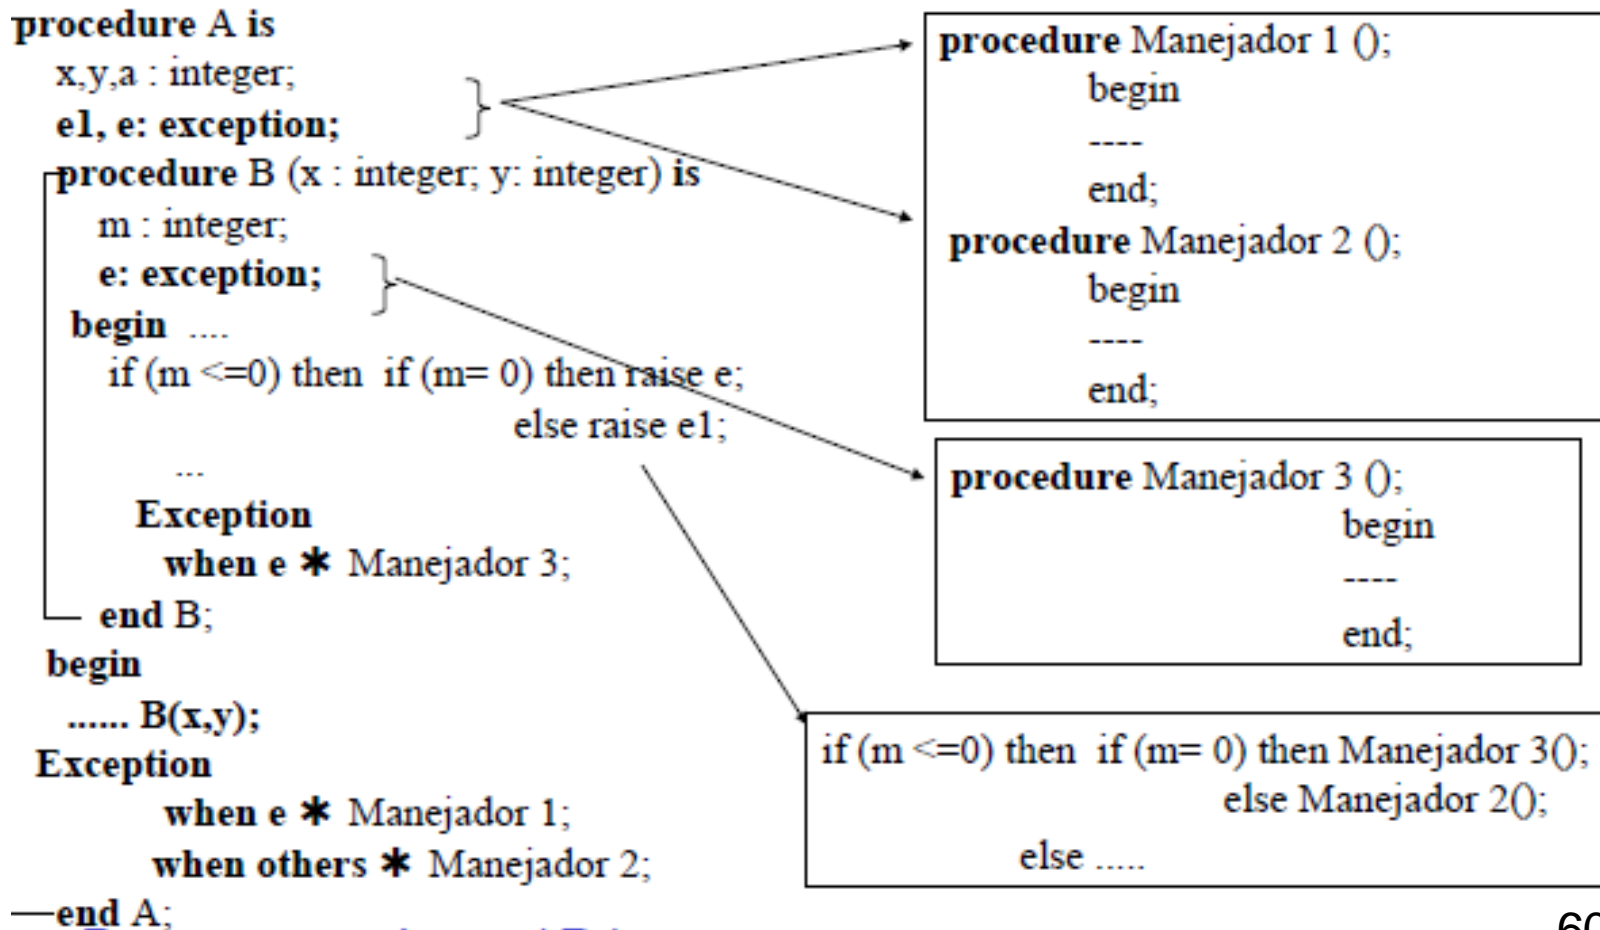 procedure A is
x,y,a : integer;
e1, e: exception;
procedure B (x : integer; y: integer) is
m : integer;
e: exception;
begin ....
if (m <=0) then if (m= 0) then raise e;
else raise e1;
...
Exception
when e * Manejador 3;
end B;
begin
...... B(x,y);
Exception
when e * Manejador 1;
when others * Manejador 2;
end A;
procedure Manejador 1 ();
begin
----
end;
procedure Manejador 2 ();
begin
----
end;
procedure Manejador 3 ();
begin
----
end;
if (m <=0) then if (m= 0) then Manejador 3();
else Manejador 2();
else .....